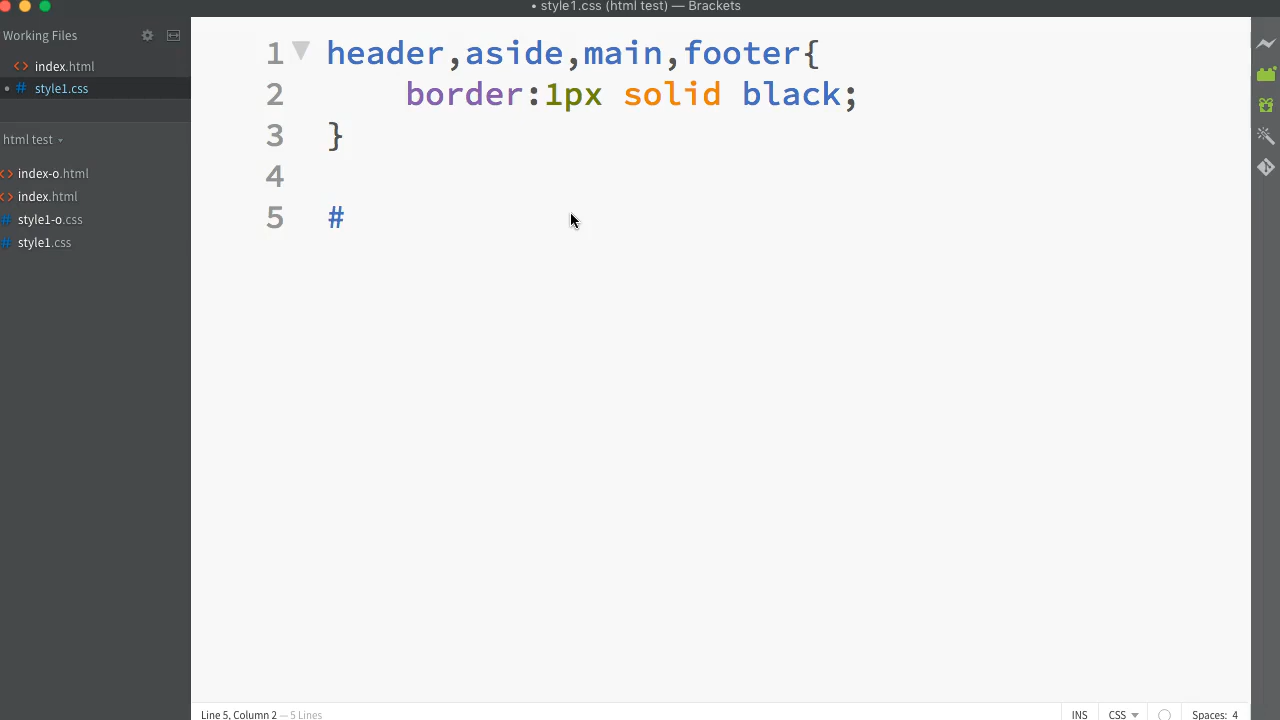 • style1.css (html test) — Brackets
Working Files
index.html
• style1.css
html test
index-o.html
index.html
style1-o.css
style1.css
1 header,aside,main,footer{
2 border:1px solid black;
3 }
4
5 #
Line 5, Column 2 — 5 Lines
INS CSS Spaces: 4